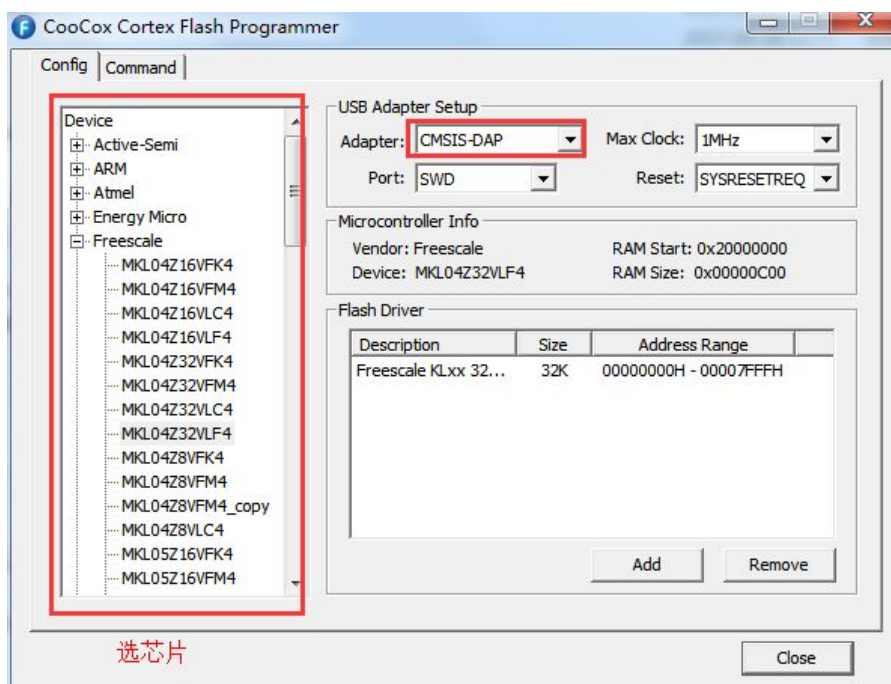 CooCox Cortex Flash Programmer
Config
Command
Device
Active-Semi
ARM
Atmel
Energy Micro
Freescale
MKL04Z16VFK4
MKL04Z16VFM4
MKL04Z16VLC4
MKL04Z16VLF4
MKL04Z32VFK4
MKL04Z32VFM4
MKL04Z32VLC4
MKL04Z32VLF4
MKL04Z8VFK4
MKL04Z8VFM4
MKL04Z8VFM4_copy
MKL04Z8VLC4
MKL05Z16VFK4
MKL05Z16VFM4
选芯片
USB Adapter Setup
Adapter: CMSIS-DAP Max Clock: 1MHz
Port: SWD Reset: SYSRESETREQ
Microcontroller Info
Vendor: Freescale RAM Start: 0x20000000
Device: MKL04Z32VLF4 RAM Size: 0x00000C00
Flash Driver
Description Size Address Range
Freescale KLxx 32... 32K 00000000H - 00007FFFH
Add Remove
Close